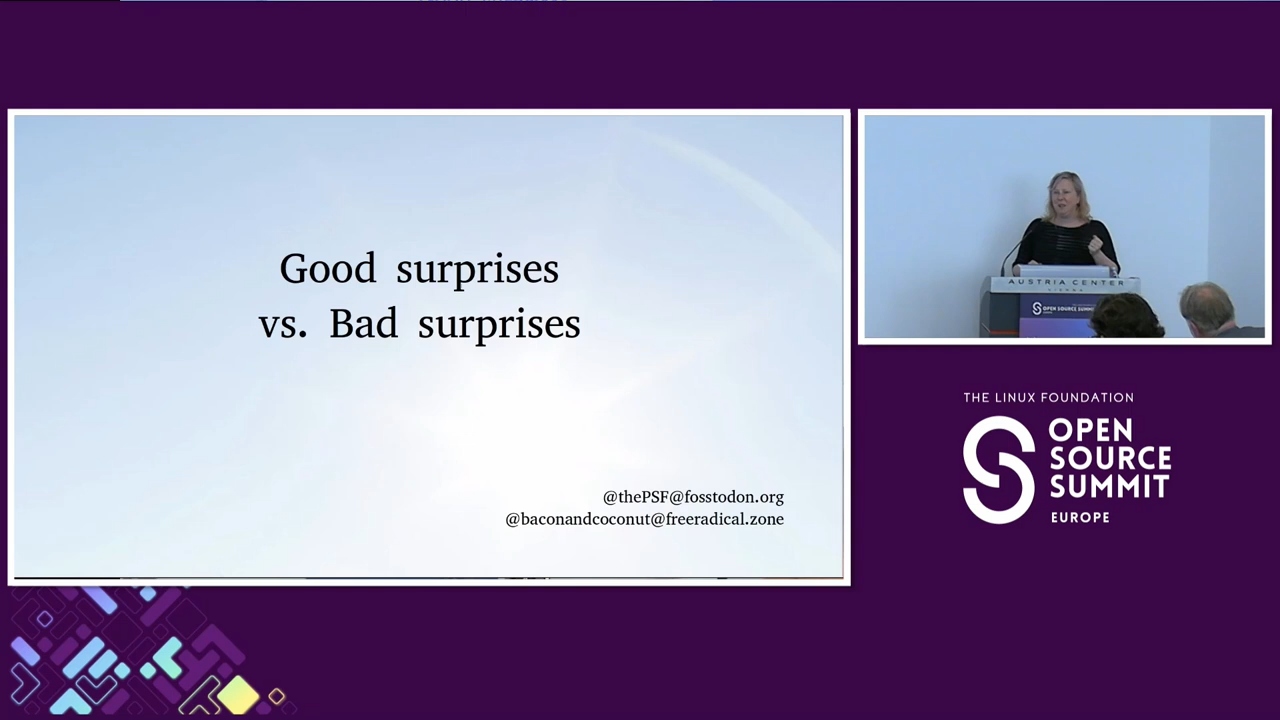 Good surprises
vs. Bad surprises
@thePSF@fosstodon.org
@baconandcoconut@freeradical.zone
AUSTRIA CENTER
VIENNA
OPEN SOURCE SUMMIT
THE LINUX FOUNDATION
OPEN
SOURCE
SUMMIT
EUROPE